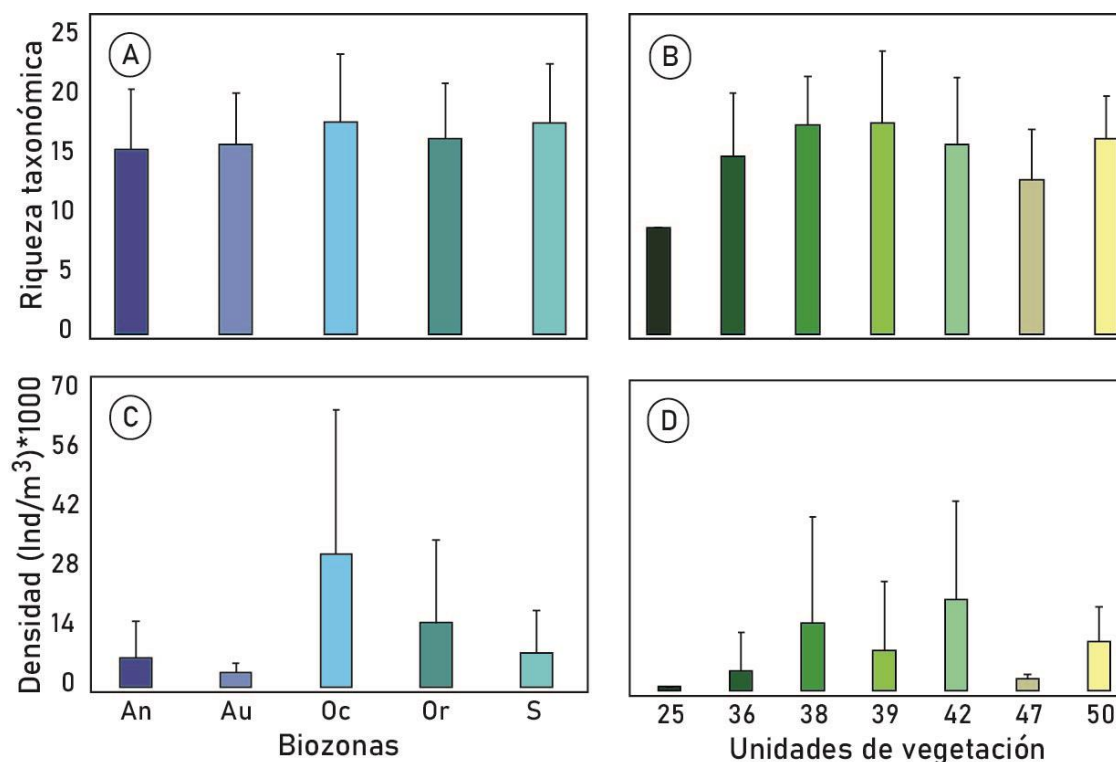 Riqueza taxonómica
25
20
15
10
5
0
A
B
Densidad (Ind/m³)*1000
70
56
42
28
14
0
C
D
An Au Oc Or S
Biozonas
25 36 38 39 42 47 50
Unidades de vegetación